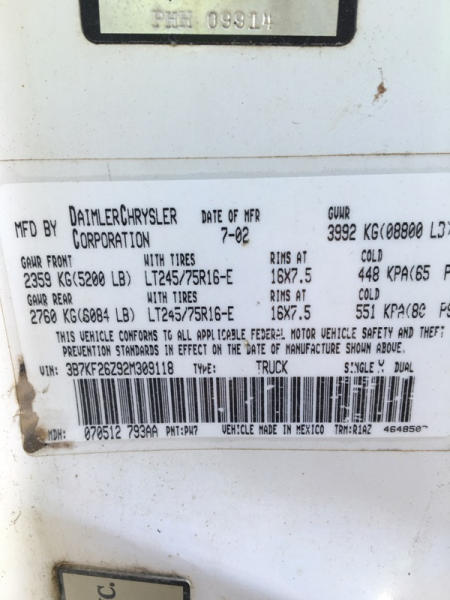 PHH 09914
MFD BY DAIMLERCHRYSLER CORPORATION DATE OF MFR 7-02 GVWR 3992 KG(08800 LB)
GAWR FRONT WITH TIRES RIMS AT COLD
2359 KG(5200 LB) LT245/75R16-E 16X7.5 448 KPA(65
GAWR REAR WITH TIRES RIMS AT COLD
2760 KG(6084 LB) LT245/75R16-E 16X7.5 551 KPA(80 PS
THIS VEHICLE CONFORMS TO ALL APPLICABLE FEDERAL MOTOR VEHICLE SAFETY AND THEFT
PREVENTION STANDARDS IN EFFECT ON THE DATE OF MANUFACTURE SHOWN ABOVE
VIN: 3B7KF26Z92M309118 TYPE: TRUCK SINGLE X DUAL
MDH: 070512 793AA PNT:PW7 VEHICLE MADE IN MEXICO TRM:R1AZ 464850
TC.